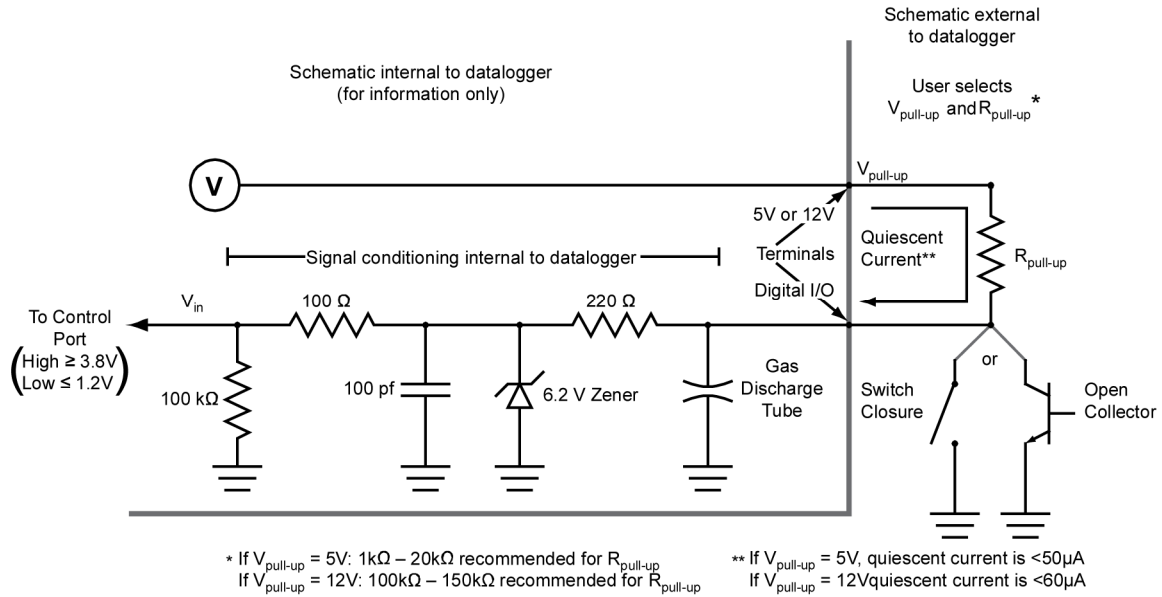 Schematic external
to datalogger
Schematic internal to datalogger
(for information only)
User selects
Vpull-up andRpull-up*
V
Vpull-up
5V or 12V
Terminals
Digital I/O
Quiescent
Current**
Rpull-up
Signal conditioning internal to datalogger
To Control
Port
(High ≥ 3.8V
Low ≤ 1.2V)
Vin
100 Ω
220 Ω
100 kΩ
100 pf
6.2 V Zener
Gas
Discharge
Tube
or
Switch
Closure
Open
Collector
* If Vpull-up = 5V: 1kΩ – 20kΩ recommended for Rpull-up
If Vpull-up = 12V: 100kΩ – 150kΩ recommended for Rpull-up
** If Vpull-up = 5V, quiescent current is <50µA
If Vpull-up = 12Vquiescent current is <60µA